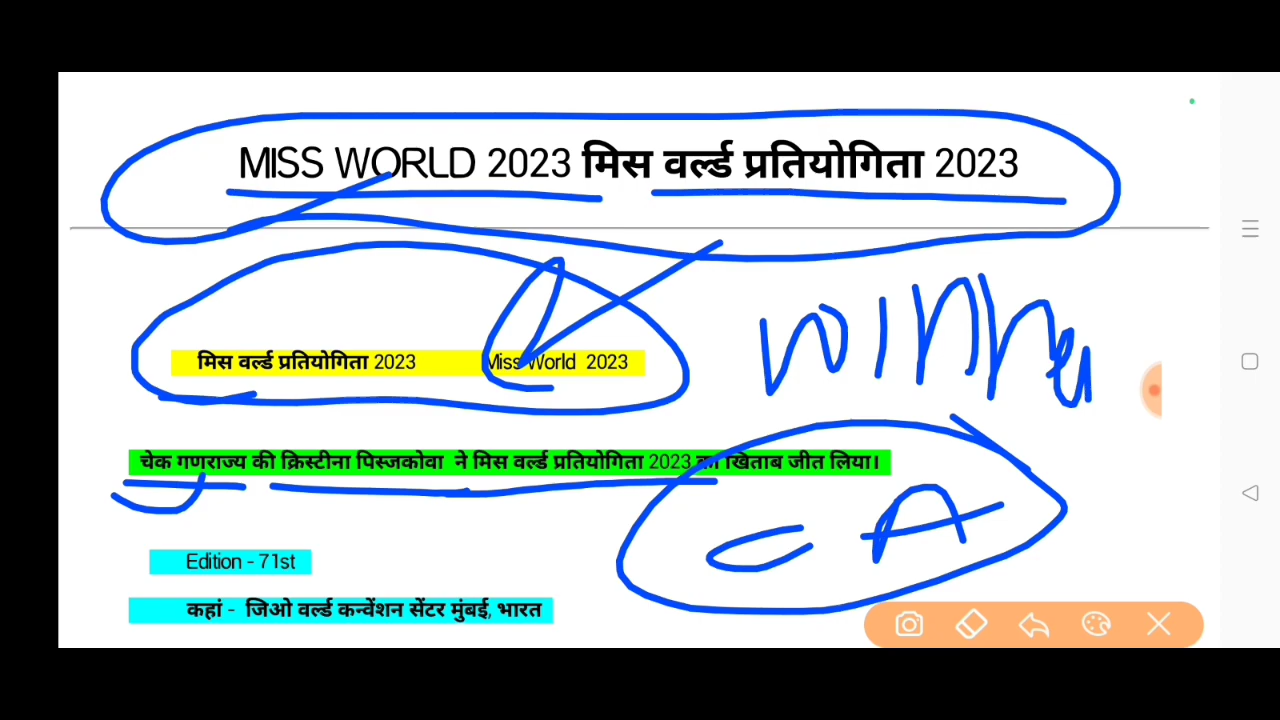 MISS WORLD 2023 मिस वर्ल्ड प्रतियोगिता 2023
मिस वर्ल्ड प्रतियोगिता 2023 Miss World 2023
winner
चेक गणराज्य की क्रिस्टीना पिस्जकोवा ने मिस वर्ल्ड प्रतियोगिता 2023 का खिताब जीत लिया।
CA
Edition - 71st
कहां - जिओ वर्ल्ड कन्वेंशन सेंटर मुंबई, भारत